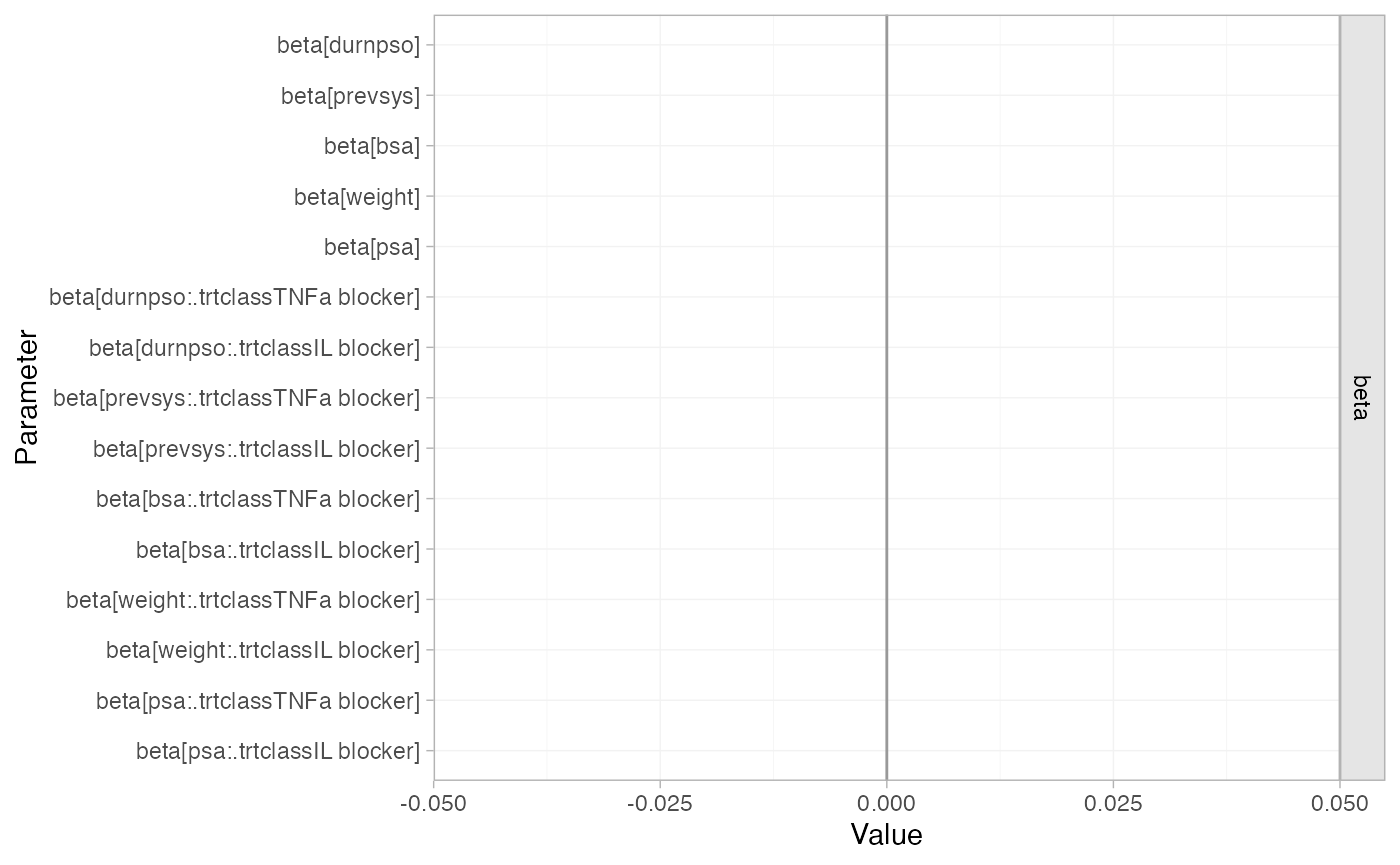 beta[durnpso]
beta[prevsys]
beta[bsa]
beta[weight]
beta[psa]
beta[durnpso:.trtclassTNFa blocker]
beta[durnpso:.trtclassIL blocker]
beta[prevsys:.trtclassTNFa blocker]
beta[prevsys:.trtclassIL blocker]
beta[bsa:.trtclassTNFa blocker]
beta[bsa:.trtclassIL blocker]
beta[weight:.trtclassTNFa blocker]
beta[weight:.trtclassIL blocker]
beta[psa:.trtclassTNFa blocker]
beta[psa:.trtclassIL blocker]
Parameter
beta
-0.050 -0.025 0.000 0.025 0.050
Value